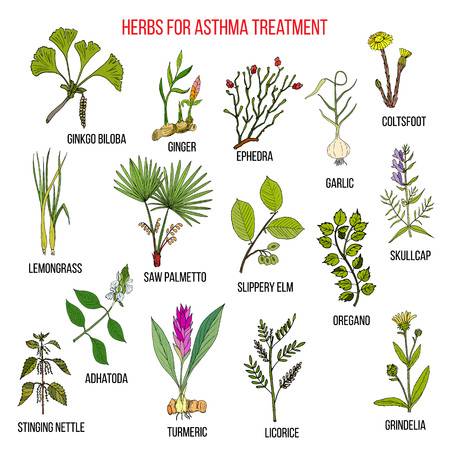 HERBS FOR ASTHMA TREATMENT
GINKGO BILOBA
GINGER
EPHEDRA
GARLIC
COLTSFOOT
LEMONGRASS
SAW PALMETTO
SLIPPERY ELM
OREGANO
SKULLCAP
STINGING NETTLE
ADHATODA
TURMERIC
LICORICE
GRINDELIA